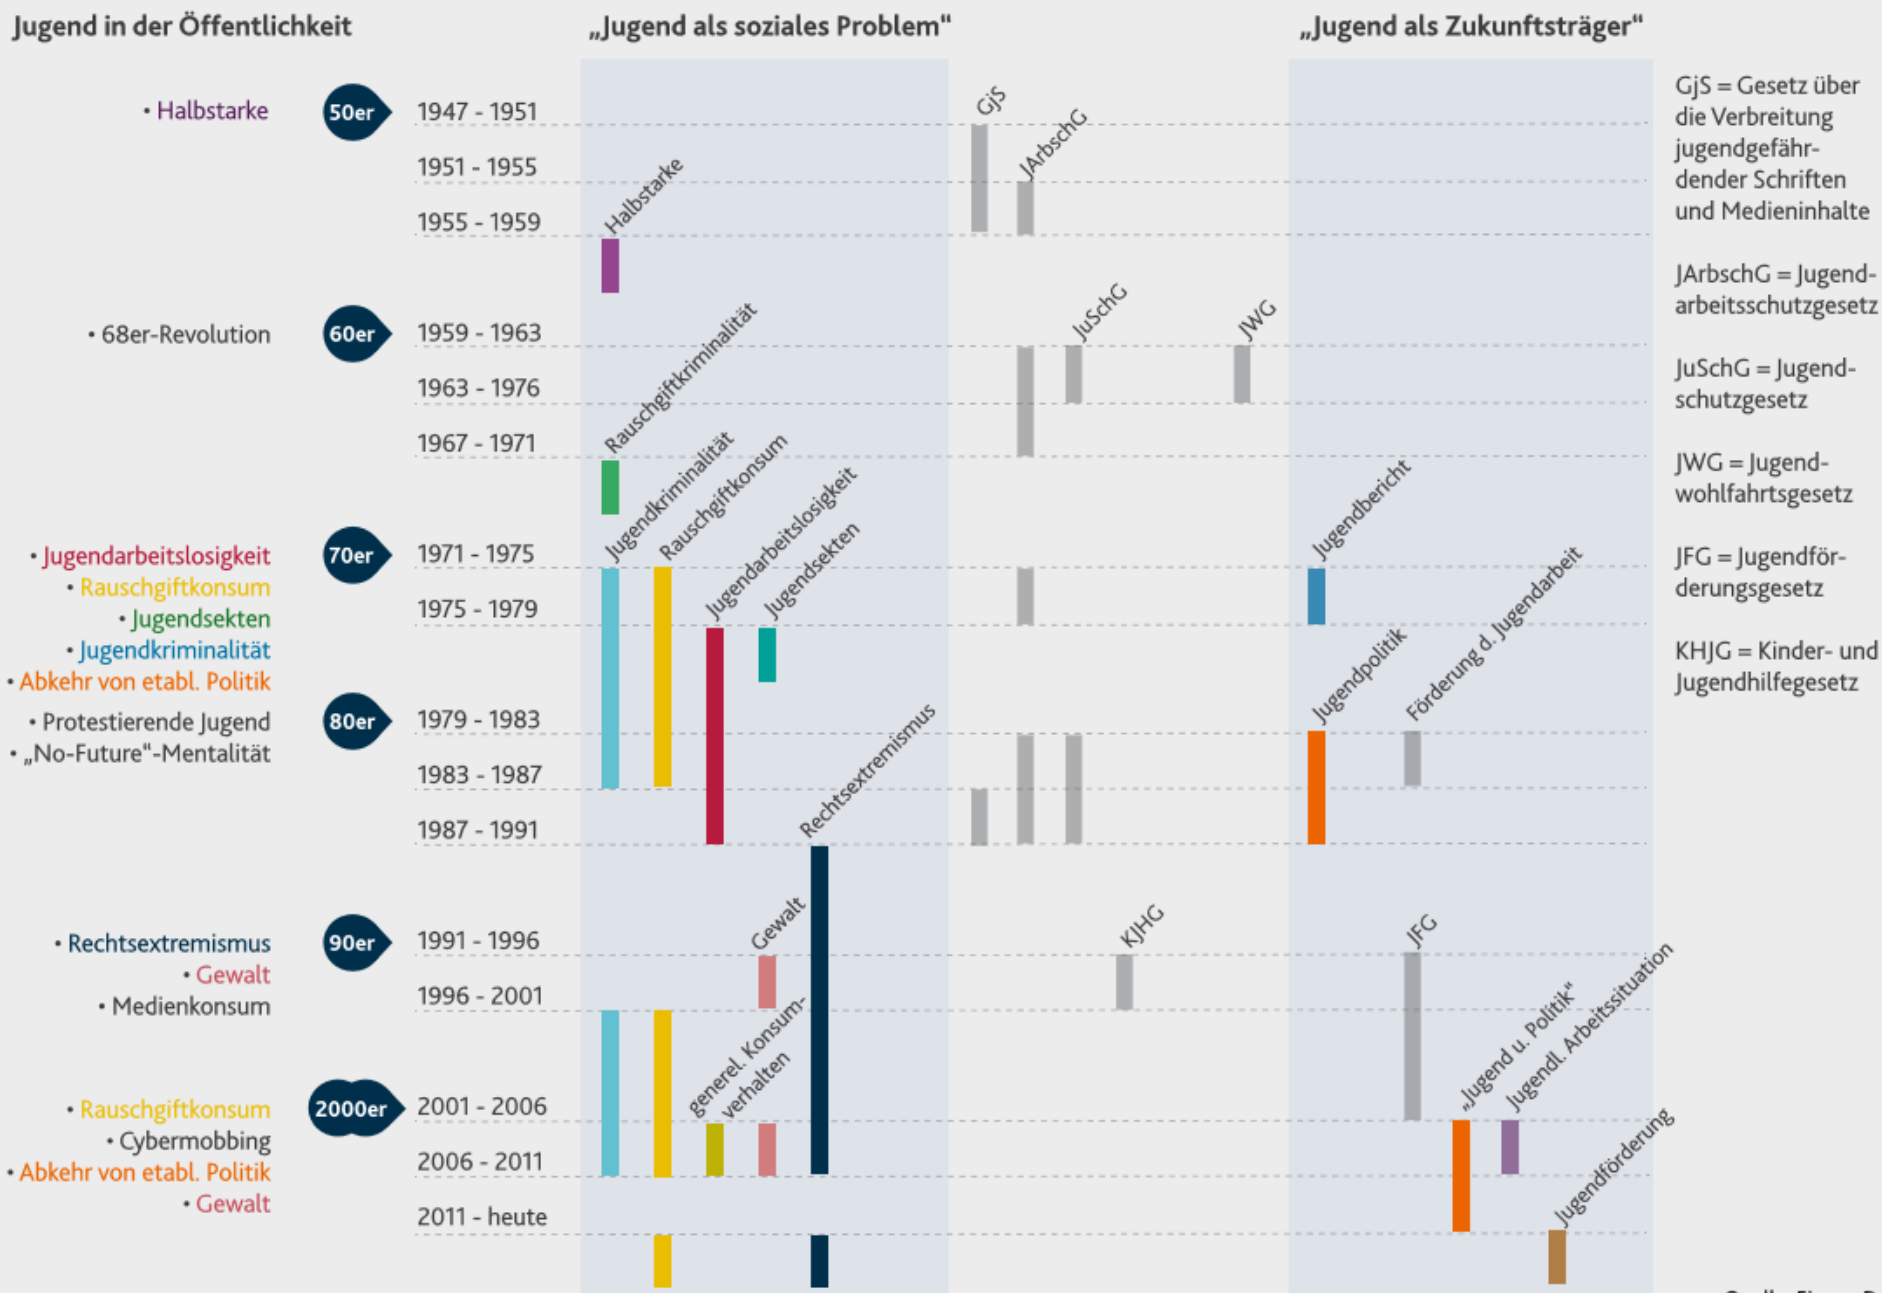 Jugend in der Öffentlichkeit
„Jugend als soziales Problem“
„Jugend als Zukunftsträger“
• Halbstarke
50er
1947 - 1951
1951 - 1955
1955 - 1959
• 68er-Revolution
60er
1959 - 1963
1963 - 1976
1967 - 1971
• Jugendarbeitslosigkeit
• Rauschgiftkonsum
• Jugendsekten
• Jugendkriminalität
• Abkehr von etabl. Politik
70er
1971 - 1975
1975 - 1979
• Protestierende Jugend
• „No-Future“-Mentalität
80er
1979 - 1983
1983 - 1987
1987 - 1991
• Rechtsextremismus
• Gewalt
• Medienkonsum
90er
1991 - 1996
1996 - 2001
• Rauschgiftkonsum
• Cybermobbing
• Abkehr von etabl. Politik
• Gewalt
2000er
2001 - 2006
2006 - 2011
2011 - heute
Halbstarke
Rauschgiftkriminalität
Jugendkriminalität
Rauschgiftkonsum
Jugendarbeitslosigkeit
Jugendsekten
Rechtsextremismus
Gewalt
generel. Konsum-
verhalten
GjS
JArbschG
JuSchG
JWG
KJHG
Jugendbericht
Jugendpolitik
Förderung d. Jugendarbeit
JFG
„Jugend u. Politik“
Jugendl. Arbeitssituation
Jugendförderung
GjS = Gesetz über
die Verbreitung
jugendgefähr-
dender Schriften
und Medieninhalte
JArbschG = Jugend-
arbeitsschutzgesetz
JuSchG = Jugend-
schutzgesetz
JWG = Jugend-
wohlfahrtsgesetz
JFG = Jugendför-
derungsgesetz
KHJG = Kinder- und
Jugendhilfegesetz